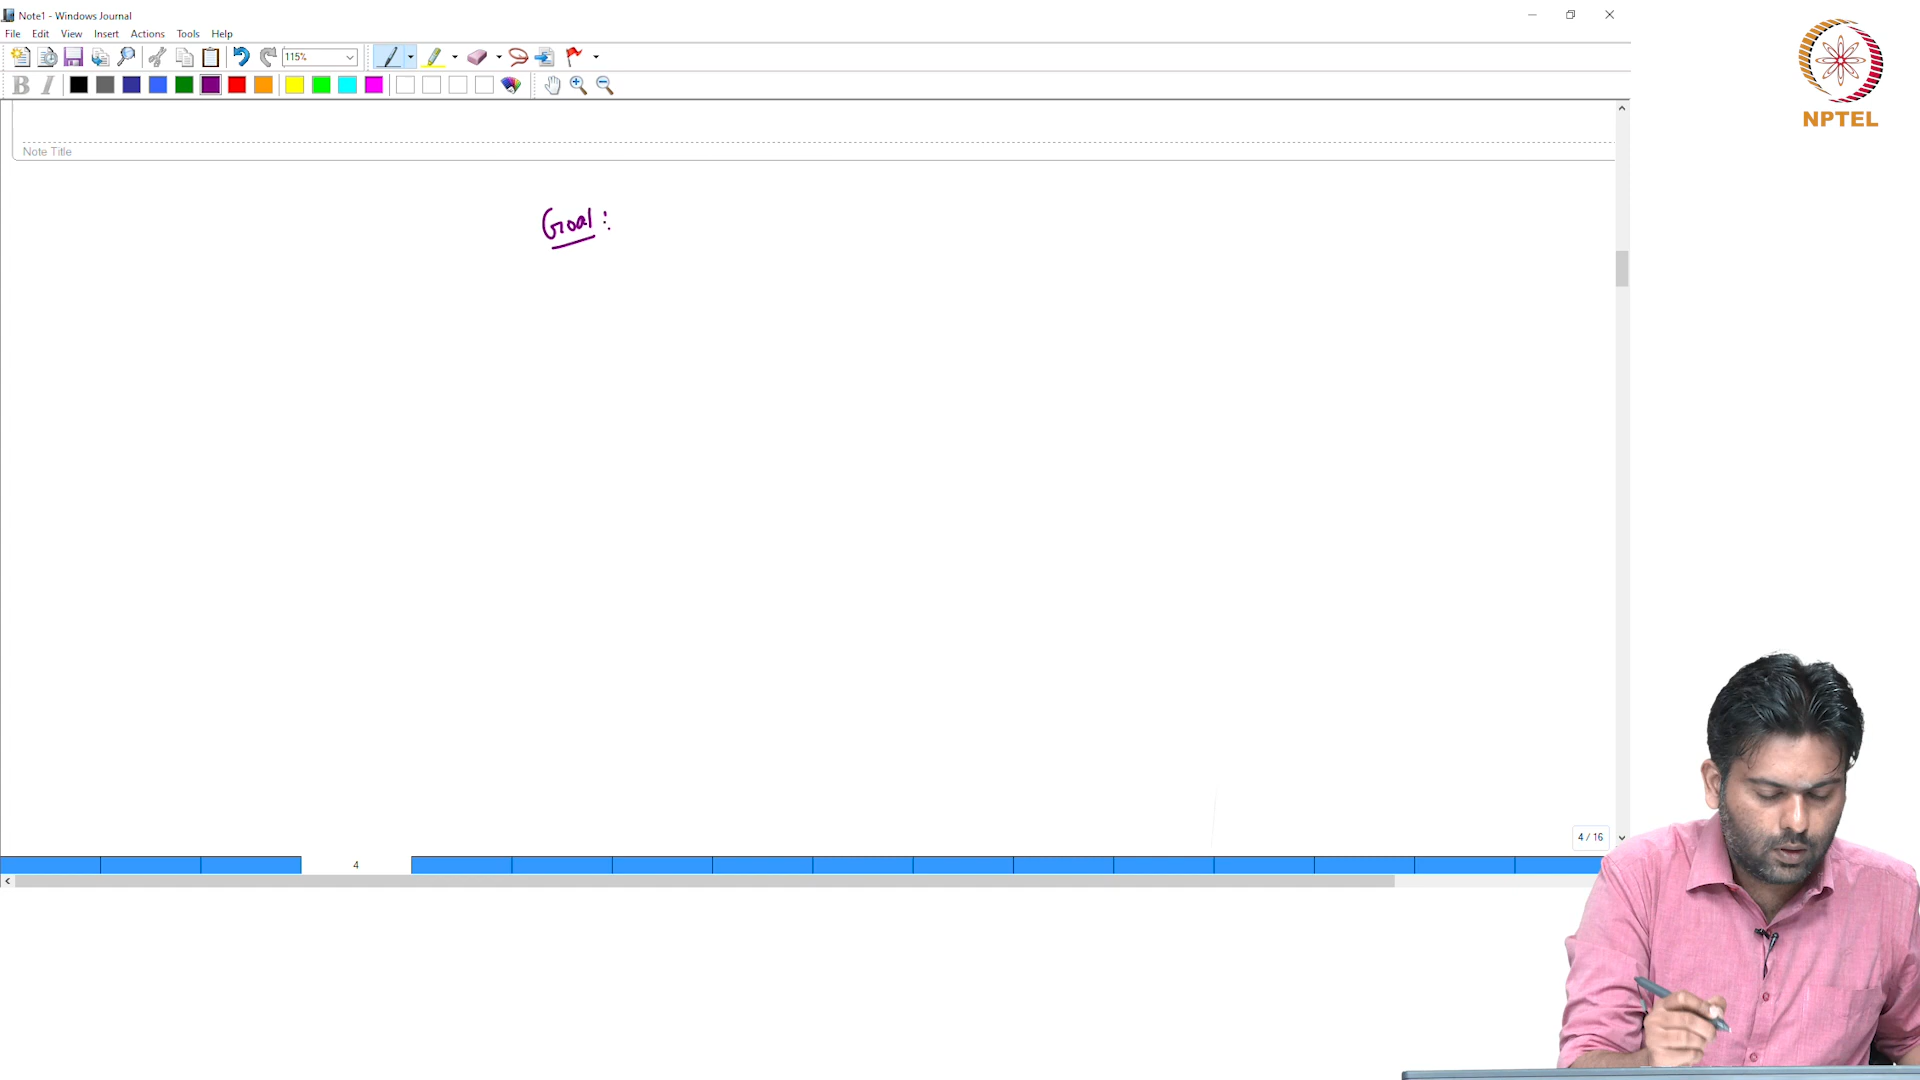 Note1 - Windows Journal
File Edit View Insert Actions Tools Help
115%
B I
NPTEL
Note Title
Goal :
4 / 16
4